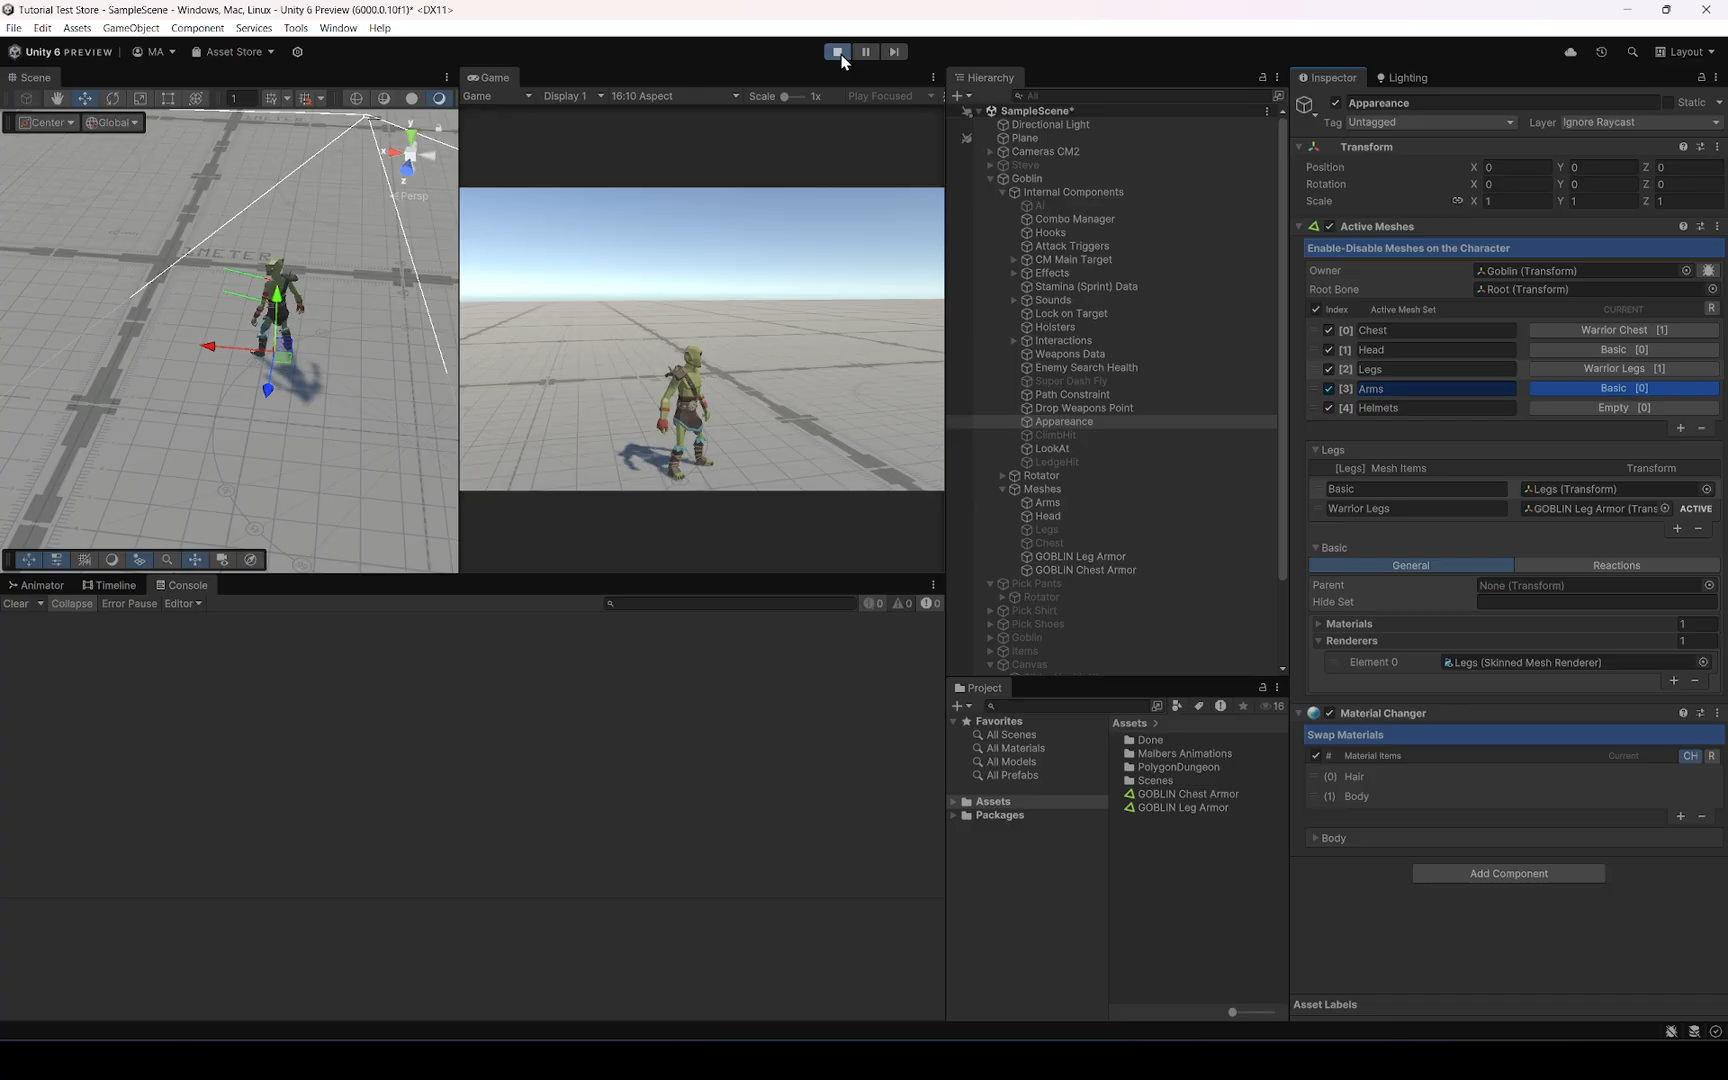 Tutorial Test Store - SampleScene - Windows, Mac, Linux - Unity 6 Preview (6000.0.10f1)* <DX11>
File Edit Assets GameObject Component Services Tools Window Help
Unity 6 PREVIEW MA Asset Store Layout
Scene
Center Global
1
y
x
z
Persp
METER
METER
Game
Game Display 1 16:10 Aspect Scale 1x Play Focused
Animator Timeline Console
Clear Collapse Error Pause Editor 0 0 0
Hierarchy
All
SampleScene*
Directional Light
Plane
Cameras CM2
Steve
Goblin
Internal Components
AI
Combo Manager
Hooks
Attack Triggers
CM Main Target
Effects
Stamina (Sprint) Data
Sounds
Lock on Target
Holsters
Interactions
Weapons Data
Enemy Search Health
Super Dash Fly
Path Constraint
Drop Weapons Point
Appareance
ClimbHit
LookAt
LedgeHit
Rotator
Meshes
Arms
Head
Legs
Chest
GOBLIN Leg Armor
GOBLIN Chest Armor
Pick Pants
Rotator
Pick Shirt
Pick Shoes
Goblin
Items
Canvas
Project
16
Favorites
All Scenes
All Materials
All Models
All Prefabs
Assets
Packages
Assets >
Done
Malbers Animations
PolygonDungeon
Scenes
GOBLIN Chest Armor
GOBLIN Leg Armor
Inspector Lighting
Appareance Static
Tag Untagged Layer Ignore Raycast
Transform
Position X 0 Y 0 Z 0
Rotation X 0 Y 0 Z 0
Scale X 1 Y 1 Z 1
Active Meshes
Enable-Disable Meshes on the Character
Owner Goblin (Transform)
Root Bone Root (Transform)
Index Active Mesh Set CURRENT R
[0] Chest Warrior Chest [1]
[1] Head Basic [0]
[2] Legs Warrior Legs [1]
[3] Arms Basic [0]
[4] Helmets Empty [0]
+ −
Legs
[Legs] Mesh Items Transform
Basic Legs (Transform)
Warrior Legs GOBLIN Leg Armor (Trans ACTIVE
+ −
Basic
General Reactions
Parent None (Transform)
Hide Set
Materials 1
Renderers 1
Element 0 Legs (Skinned Mesh Renderer)
+ −
Material Changer
Swap Materials
# Material Items Current CH R
(0) Hair
(1) Body
+ −
Body
Add Component
Asset Labels